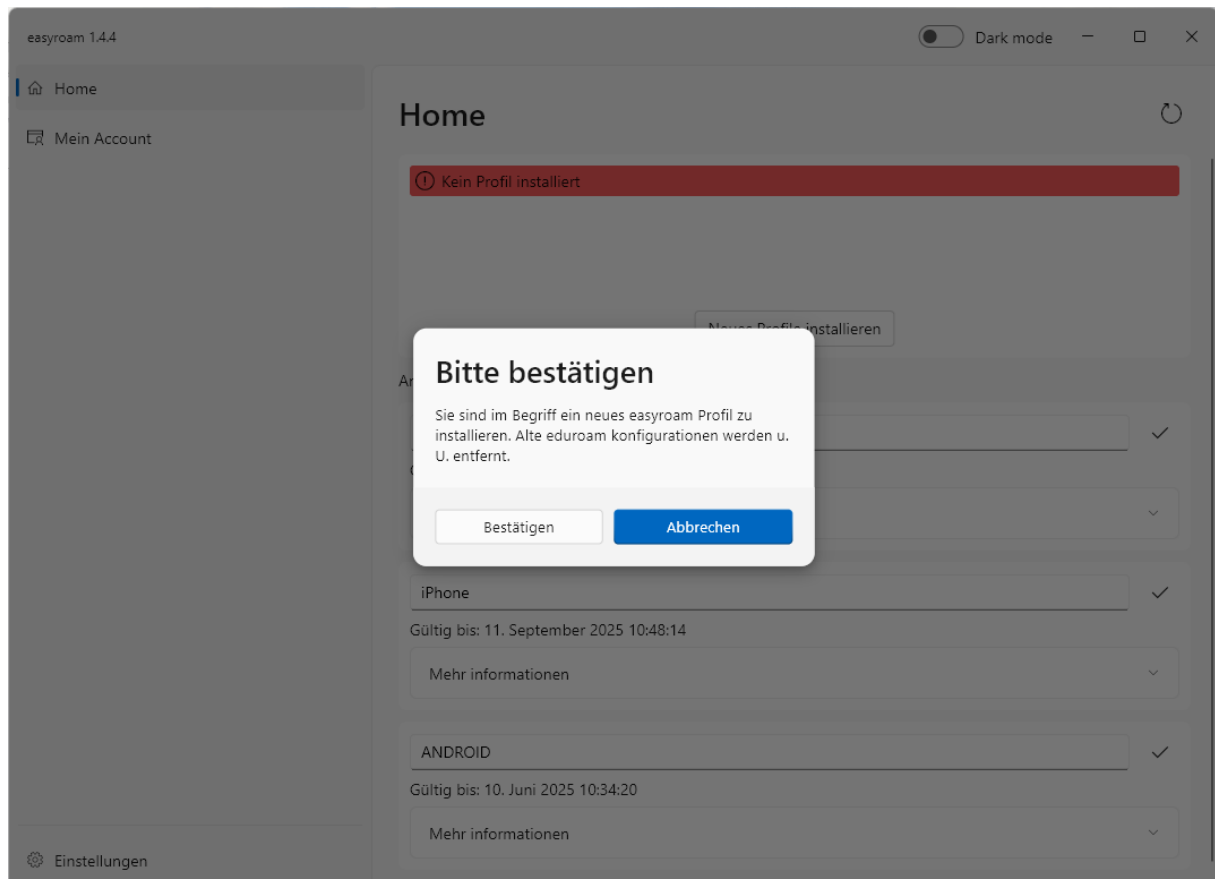 easyroam 1.4.4
Dark mode
Home
Mein Account
Home
Kein Profil installiert
installieren
Bitte bestätigen
Sie sind im Begriff ein neues easyroam Profil zu
installieren. Alte eduroam konfigurationen werden u.
U. entfernt.
Bestätigen
Abbrechen
iPhone
Gültig bis: 11. September 2025 10:48:14
Mehr informationen
ANDROID
Gültig bis: 10. Juni 2025 10:34:20
Mehr informationen
Einstellungen